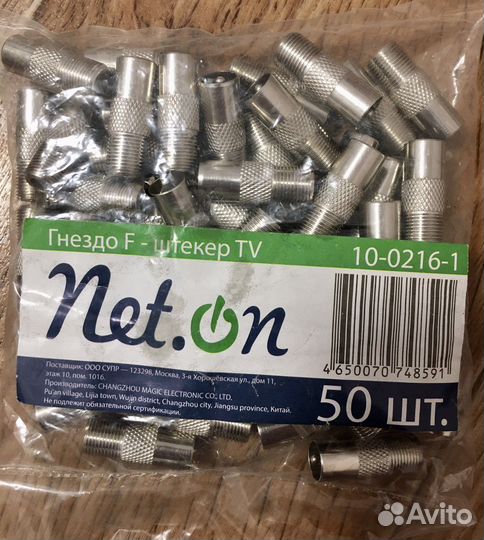 Гнездо F - штекер TV
10-0216-1
Net.On
4 650070 748591
Поставщик: ООО СУПР — 123298, Москва, 3-я Хорошёвская ул., дом 11,
этаж 10, пом. 1016.
Производитель: CHANGZHOU MAGIC ELECTRONIC CO. LTD.
Pu'an village, Lijia town, Wujin district, Changzhou city, Jiangsu province, Китай.
Не подлежит обязательной сертификации.
50 шт.
Avito